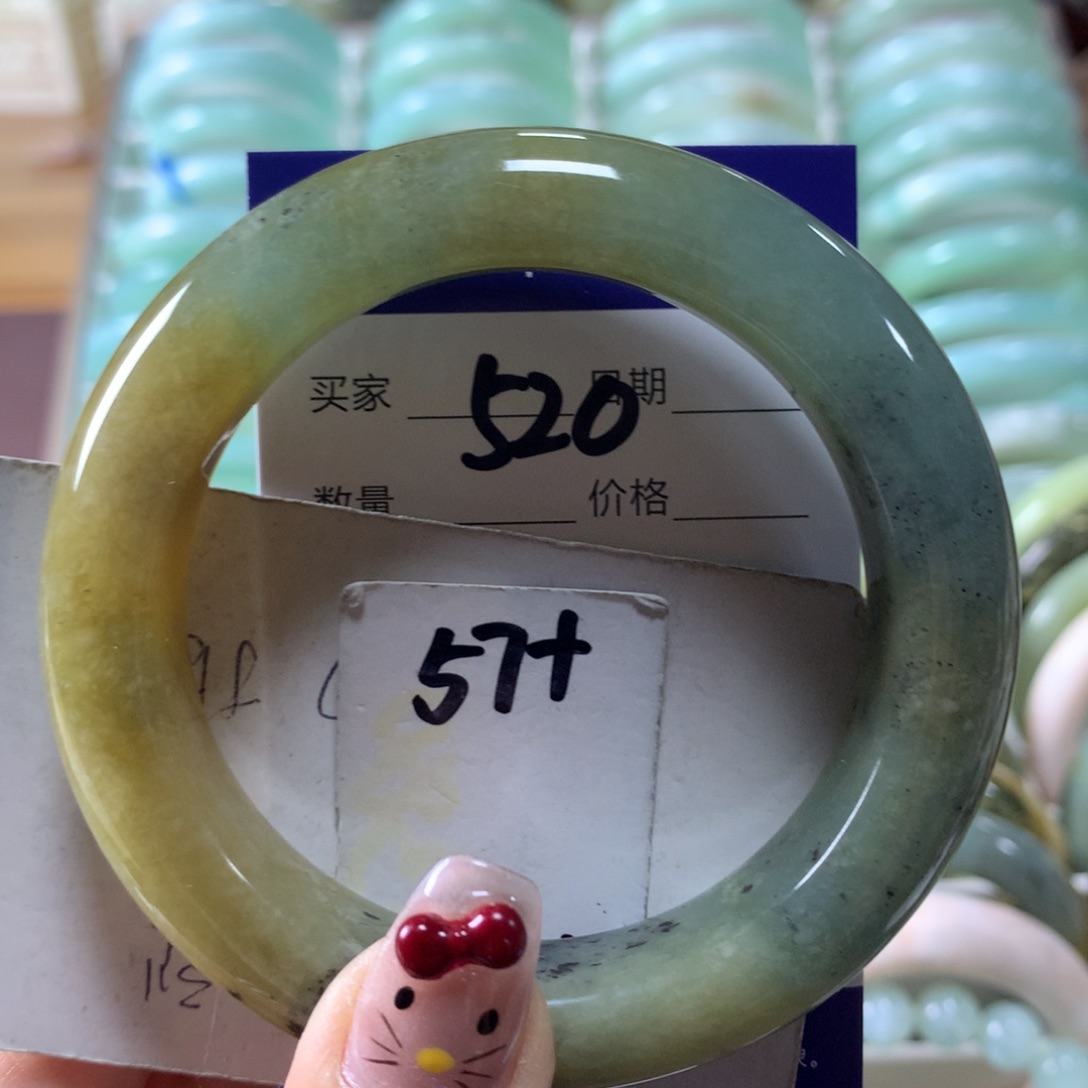 买家 520 日期
数量 价格
57+